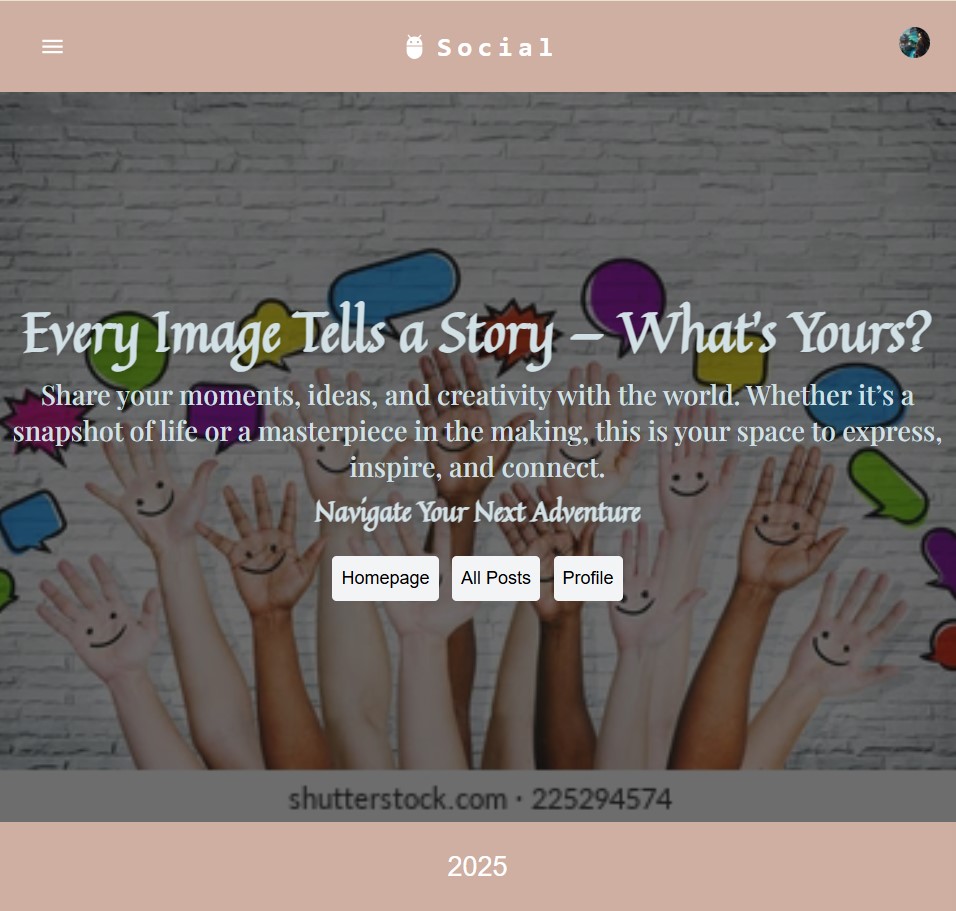 Social
Every Image Tells a Story – What’s Yours?
Share your moments, ideas, and creativity with the world. Whether it’s a
snapshot of life or a masterpiece in the making, this is your space to express,
inspire, and connect.
Navigate Your Next Adventure
Homepage All Posts Profile
shutterstock.com · 225294574
2025